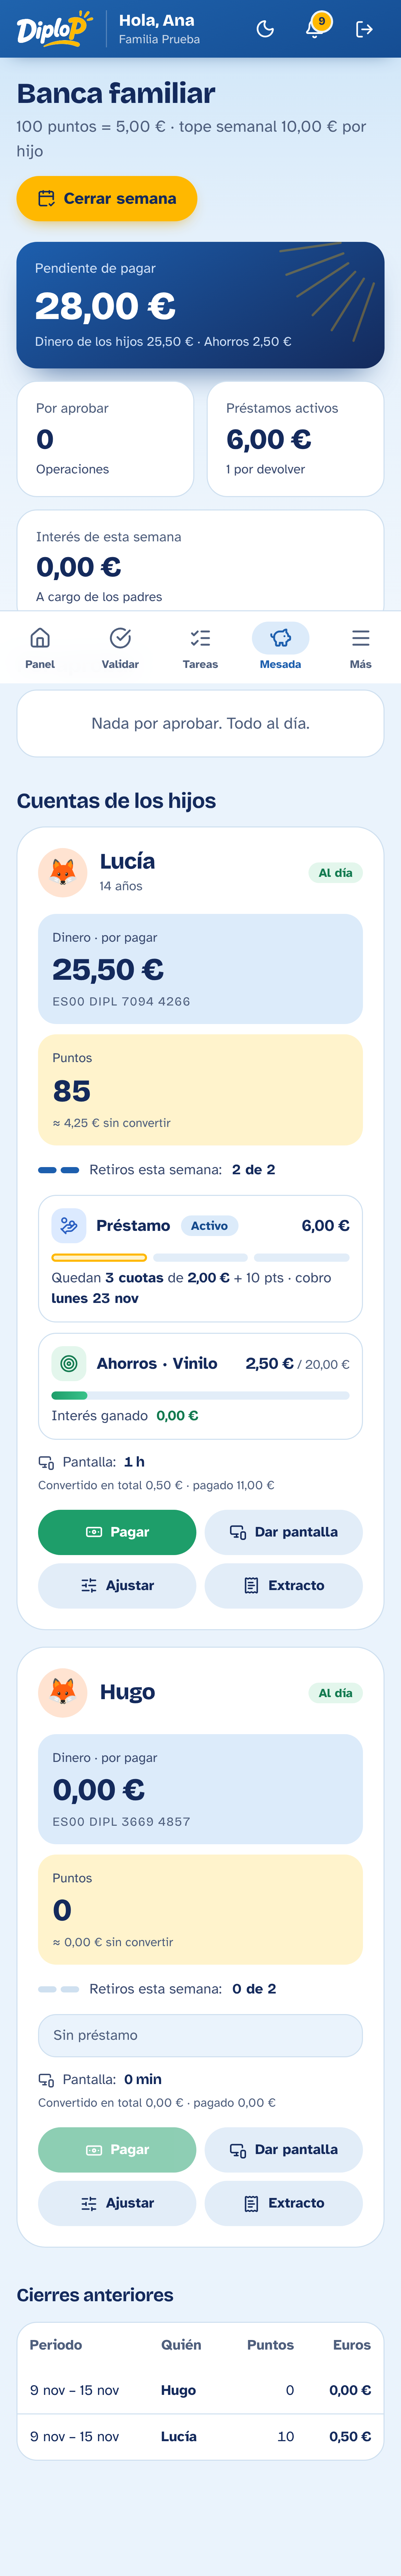 DiploP
Hola, Ana
Familia Prueba
9
Banca familiar
100 puntos = 5,00 € · tope semanal 10,00 € por
hijo
Cerrar semana
Pendiente de pagar
28,00 €
Dinero de los hijos 25,50 € · Ahorros 2,50 €
Por aprobar
0
Operaciones
Préstamos activos
6,00 €
1 por devolver
Interés de esta semana
0,00 €
A cargo de los padres
Panel
Validar
Tareas
Mesada
Más
Nada por aprobar. Todo al día.
Cuentas de los hijos
Lucía
14 años
Al día
Dinero · por pagar
25,50 €
ES00 DIPL 7094 4266
Puntos
85
≈ 4,25 € sin convertir
Retiros esta semana: 2 de 2
Préstamo Activo 6,00 €
Quedan 3 cuotas de 2,00 € + 10 pts · cobro
lunes 23 nov
Ahorros · Vinilo 2,50 € / 20,00 €
Interés ganado 0,00 €
Pantalla: 1 h
Convertido en total 0,50 € · pagado 11,00 €
Pagar
Dar pantalla
Ajustar
Extracto
Hugo
Al día
Dinero · por pagar
0,00 €
ES00 DIPL 3669 4857
Puntos
0
≈ 0,00 € sin convertir
Retiros esta semana: 0 de 2
Sin préstamo
Pantalla: 0 min
Convertido en total 0,00 € · pagado 0,00 €
Pagar
Dar pantalla
Ajustar
Extracto
Cierres anteriores
Periodo Quién Puntos Euros
9 nov – 15 nov Hugo 0 0,00 €
9 nov – 15 nov Lucía 10 0,50 €